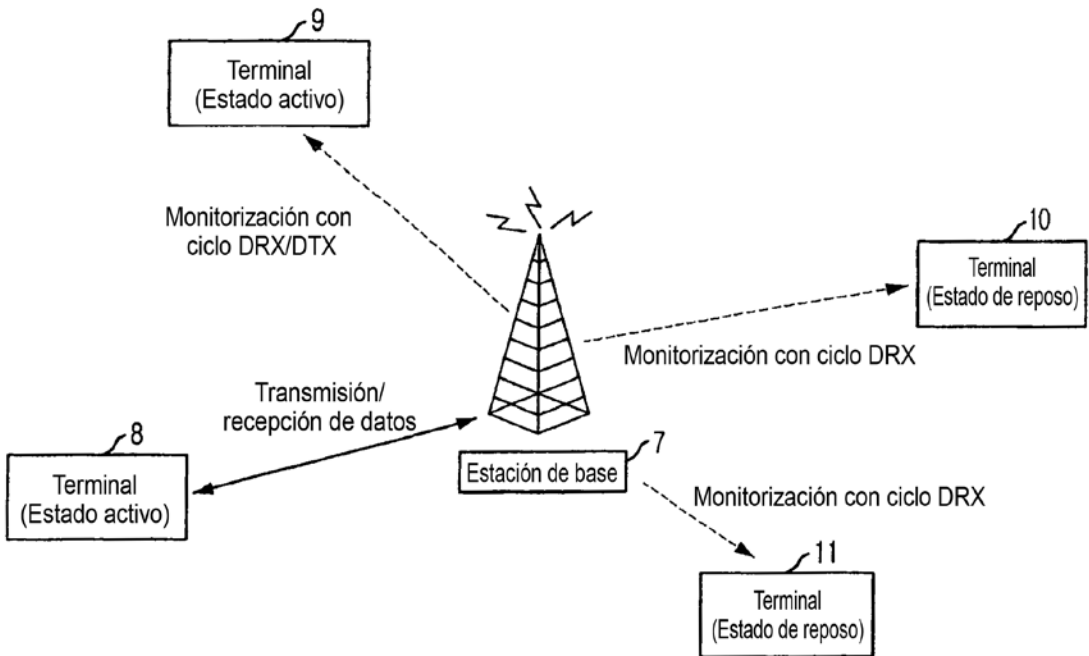 9
Terminal
(Estado activo)
Monitorización con
ciclo DRX/DTX
10
Terminal
(Estado de reposo)
Monitorización con ciclo DRX
Transmisión/
recepción de datos
8
Terminal
(Estado activo)
7
Estación de base
Monitorización con ciclo DRX
11
Terminal
(Estado de reposo)